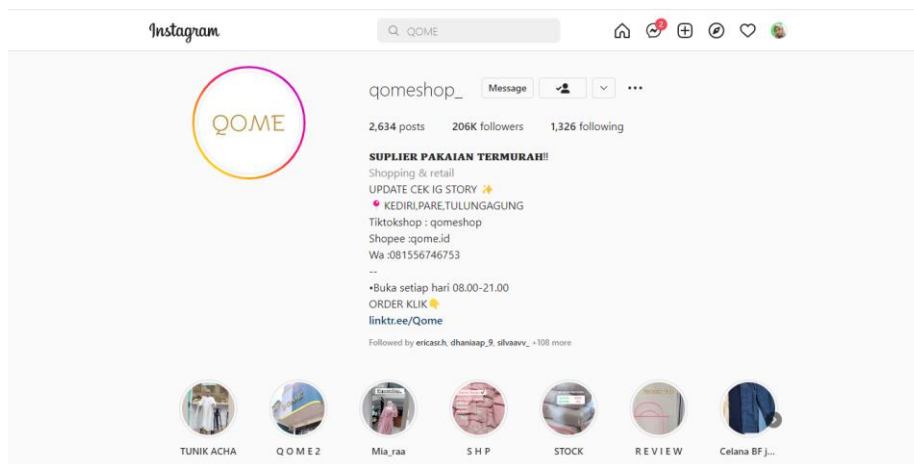 Instagram
QOME
2
QOME
qomeshop_
Message
2,634 posts 206K followers 1,326 following
SUPLIER PAKAIAN TERMURAH!!
Shopping & retail
UPDATE CEK IG STORY ✨
📍 KEDIRI,PARE,TULUNGAGUNG
Tiktokshop : qomeshop
Shopee :qome.id
Wa :081556746753
--
•Buka setiap hari 08.00-21.00
ORDER KLIK👇
linktr.ee/Qome
Followed by ericasr.h, dhaniaap_9, silvaavv_ +108 more
TUNIK ACHA
Q O M E 2
Mia_raa
S H P
STOCK
R E V I E W
Celana BF j...